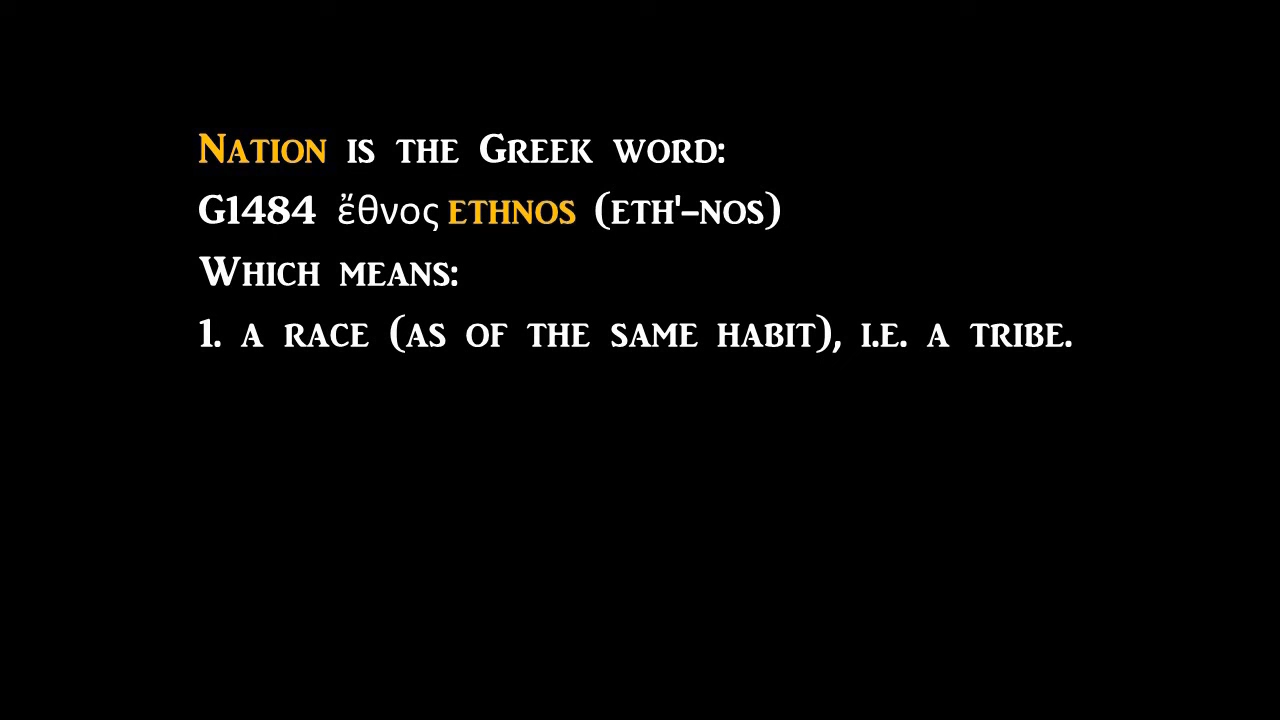 Nation is the Greek word:
G1484 ἔθνος ethnos (eth'-nos)
Which means:
1. a race (as of the same habit), i.e. a tribe.